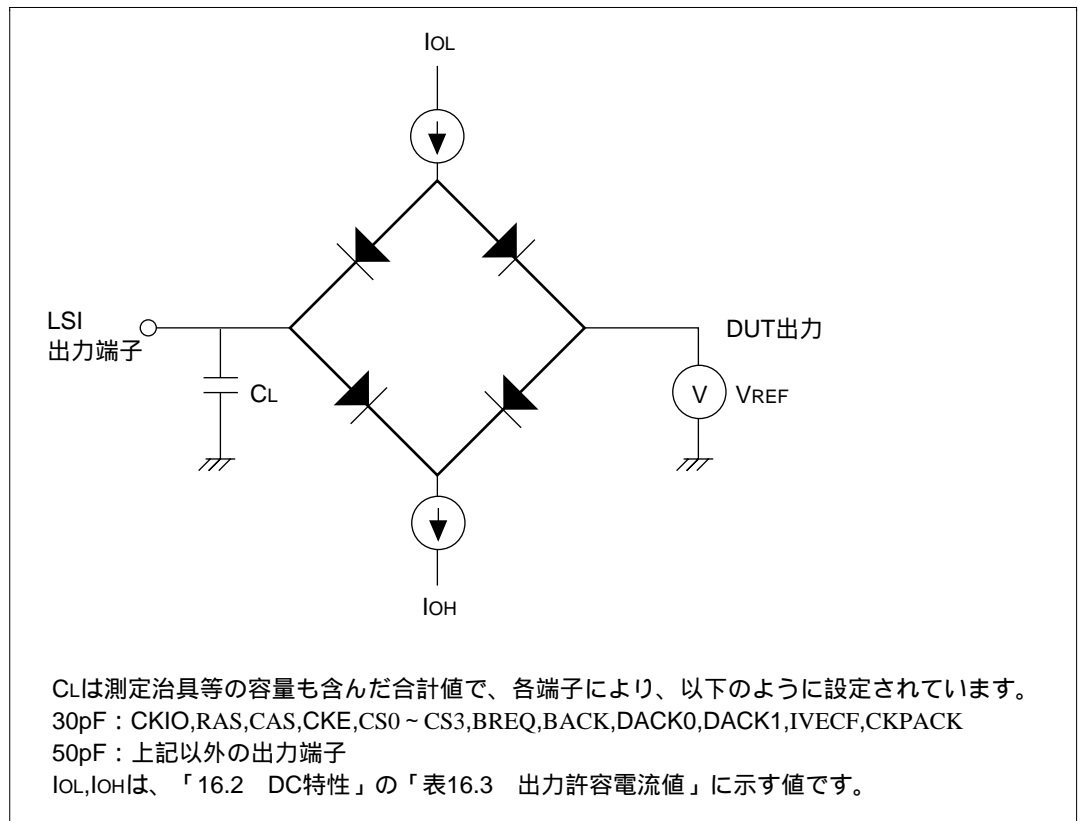 IOL
LSI
出力端子
CL
DUT出力
V
VREF
IOH
CLは測定治具等の容量も含んだ合計値で、各端子により、以下のように設定されています。
30pF：CKIO,RAS,CAS,CKE,CS0～CS3,BREQ,BACK,DACK0,DACK1,IVECF,CKPACK
50pF：上記以外の出力端子
IOL,IOHは、「16.2　DC特性」の「表16.3　出力許容電流値」に示す値です。